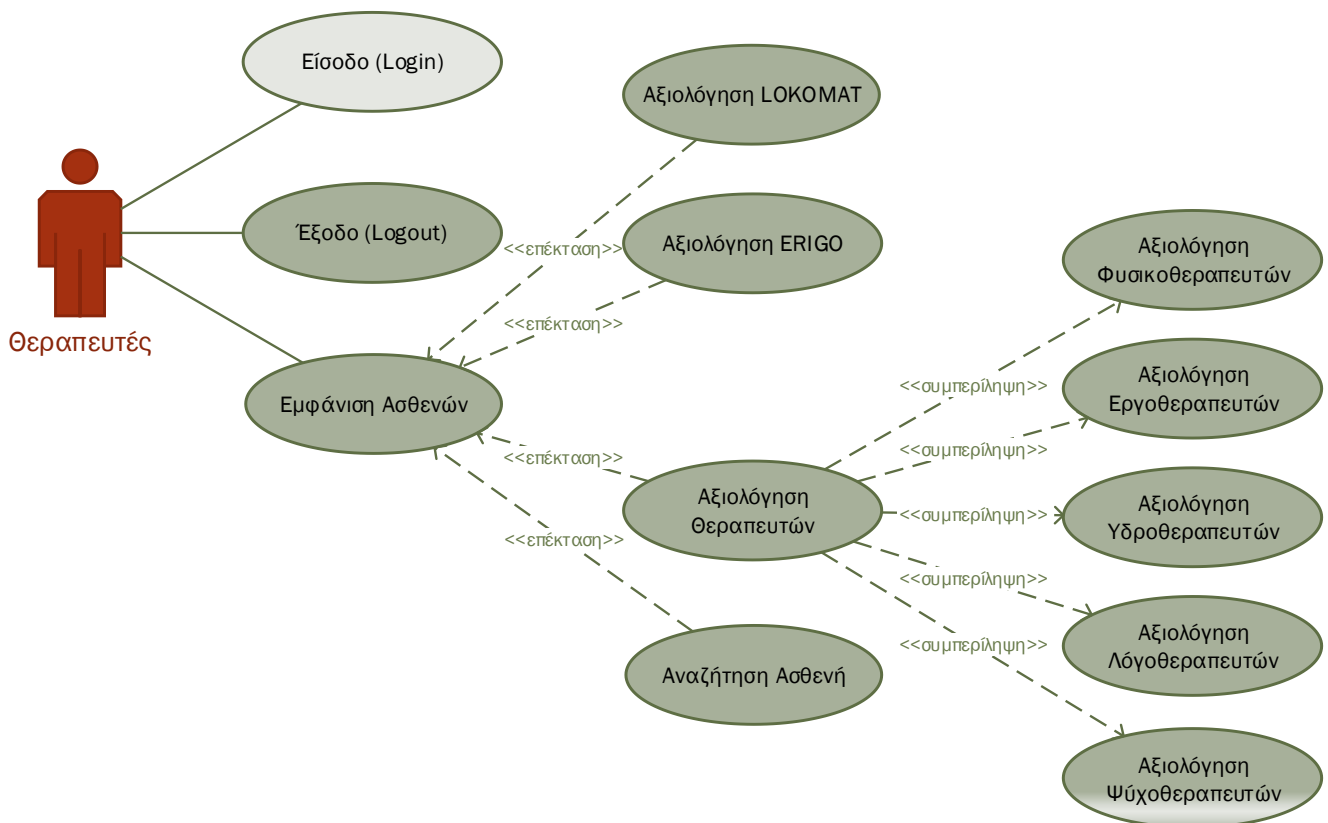 Είσοδο (Login)
Αξιολόγηση LOKOMAT
Έξοδο (Logout)
Αξιολόγηση ERIGO
<<επέκταση>>
Αξιολόγηση
Φυσικοθεραπευτών
<<επέκταση>>
Θεραπευτές
<<συμπερίληψη>>
Αξιολόγηση
Εργοθεραπευτών
Εμφάνιση Ασθενών
<<συμπερίληψη>>
<<επέκταση>>
Αξιολόγηση
Θεραπευτών
<<συμπερίληψη>>
Αξιολόγηση
Υδροθεραπευτών
<<επέκταση>>
<<συμπερίληψη>>
Αξιολόγηση
Λόγοθεραπευτών
<<συμπερίληψη>>
Αναζήτηση Ασθενή
Αξιολόγηση
Ψύχοθεραπευτών